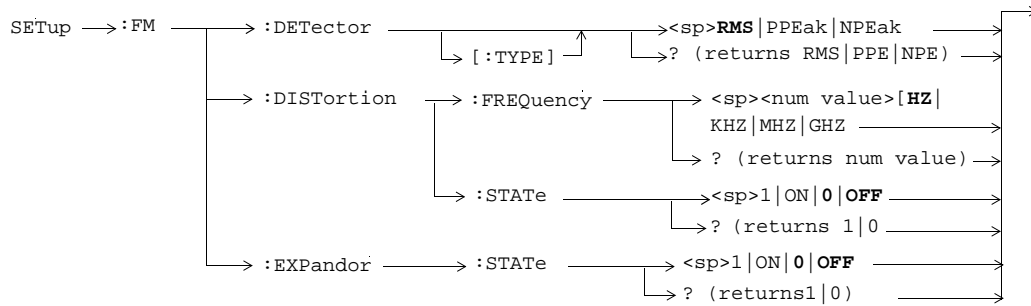 SETup :FM :DETector <sp>RMS|PPEak|NPEak
[:TYPE] ? (returns RMS|PPE|NPE)
:DISTortion :FREQuency <sp><num value>[HZ|
KHZ|MHZ|GHZ
? (returns num value)
:STATe <sp>1|ON|0|OFF
? (returns 1|0
:EXPandor :STATe <sp>1|ON|0|OFF
? (returns1|0)